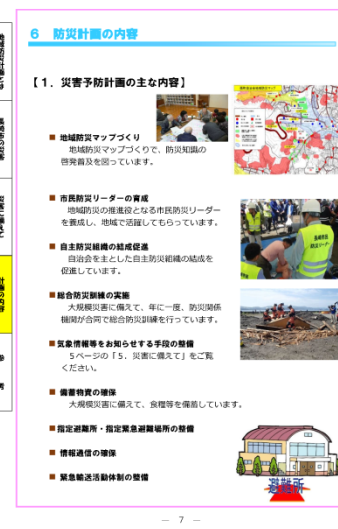 6 防災計画の内容
【１．災害予防計画の主な内容】
■ 地域防災マップづくり
地域防災マップづくりで、防災知識の
啓発普及を図っています。
■ 市民防災リーダーの育成
地域防災の推進役となる市民防災リーダー
を養成し、地域で活躍してもらっています。
■ 自主防災組織の結成促進
自治会を主とした自主防災組織の結成を
促進しています。
■ 総合防災訓練の実施
大規模災害に備えて、年に一度、防災関係
機関が合同で総合防災訓練を行っています。
■ 気象情報等をお知らせする手段の整備
５ページの「５．災害に備えて」をご覧
ください。
■ 備蓄物資の確保
大規模災害に備えて、食糧等を備蓄しています。
■ 指定避難所・指定緊急避難場所の整備
■ 情報通信の確保
■ 緊急輸送活動体制の整備
避難所
計画の内容
参 考
— 7 —